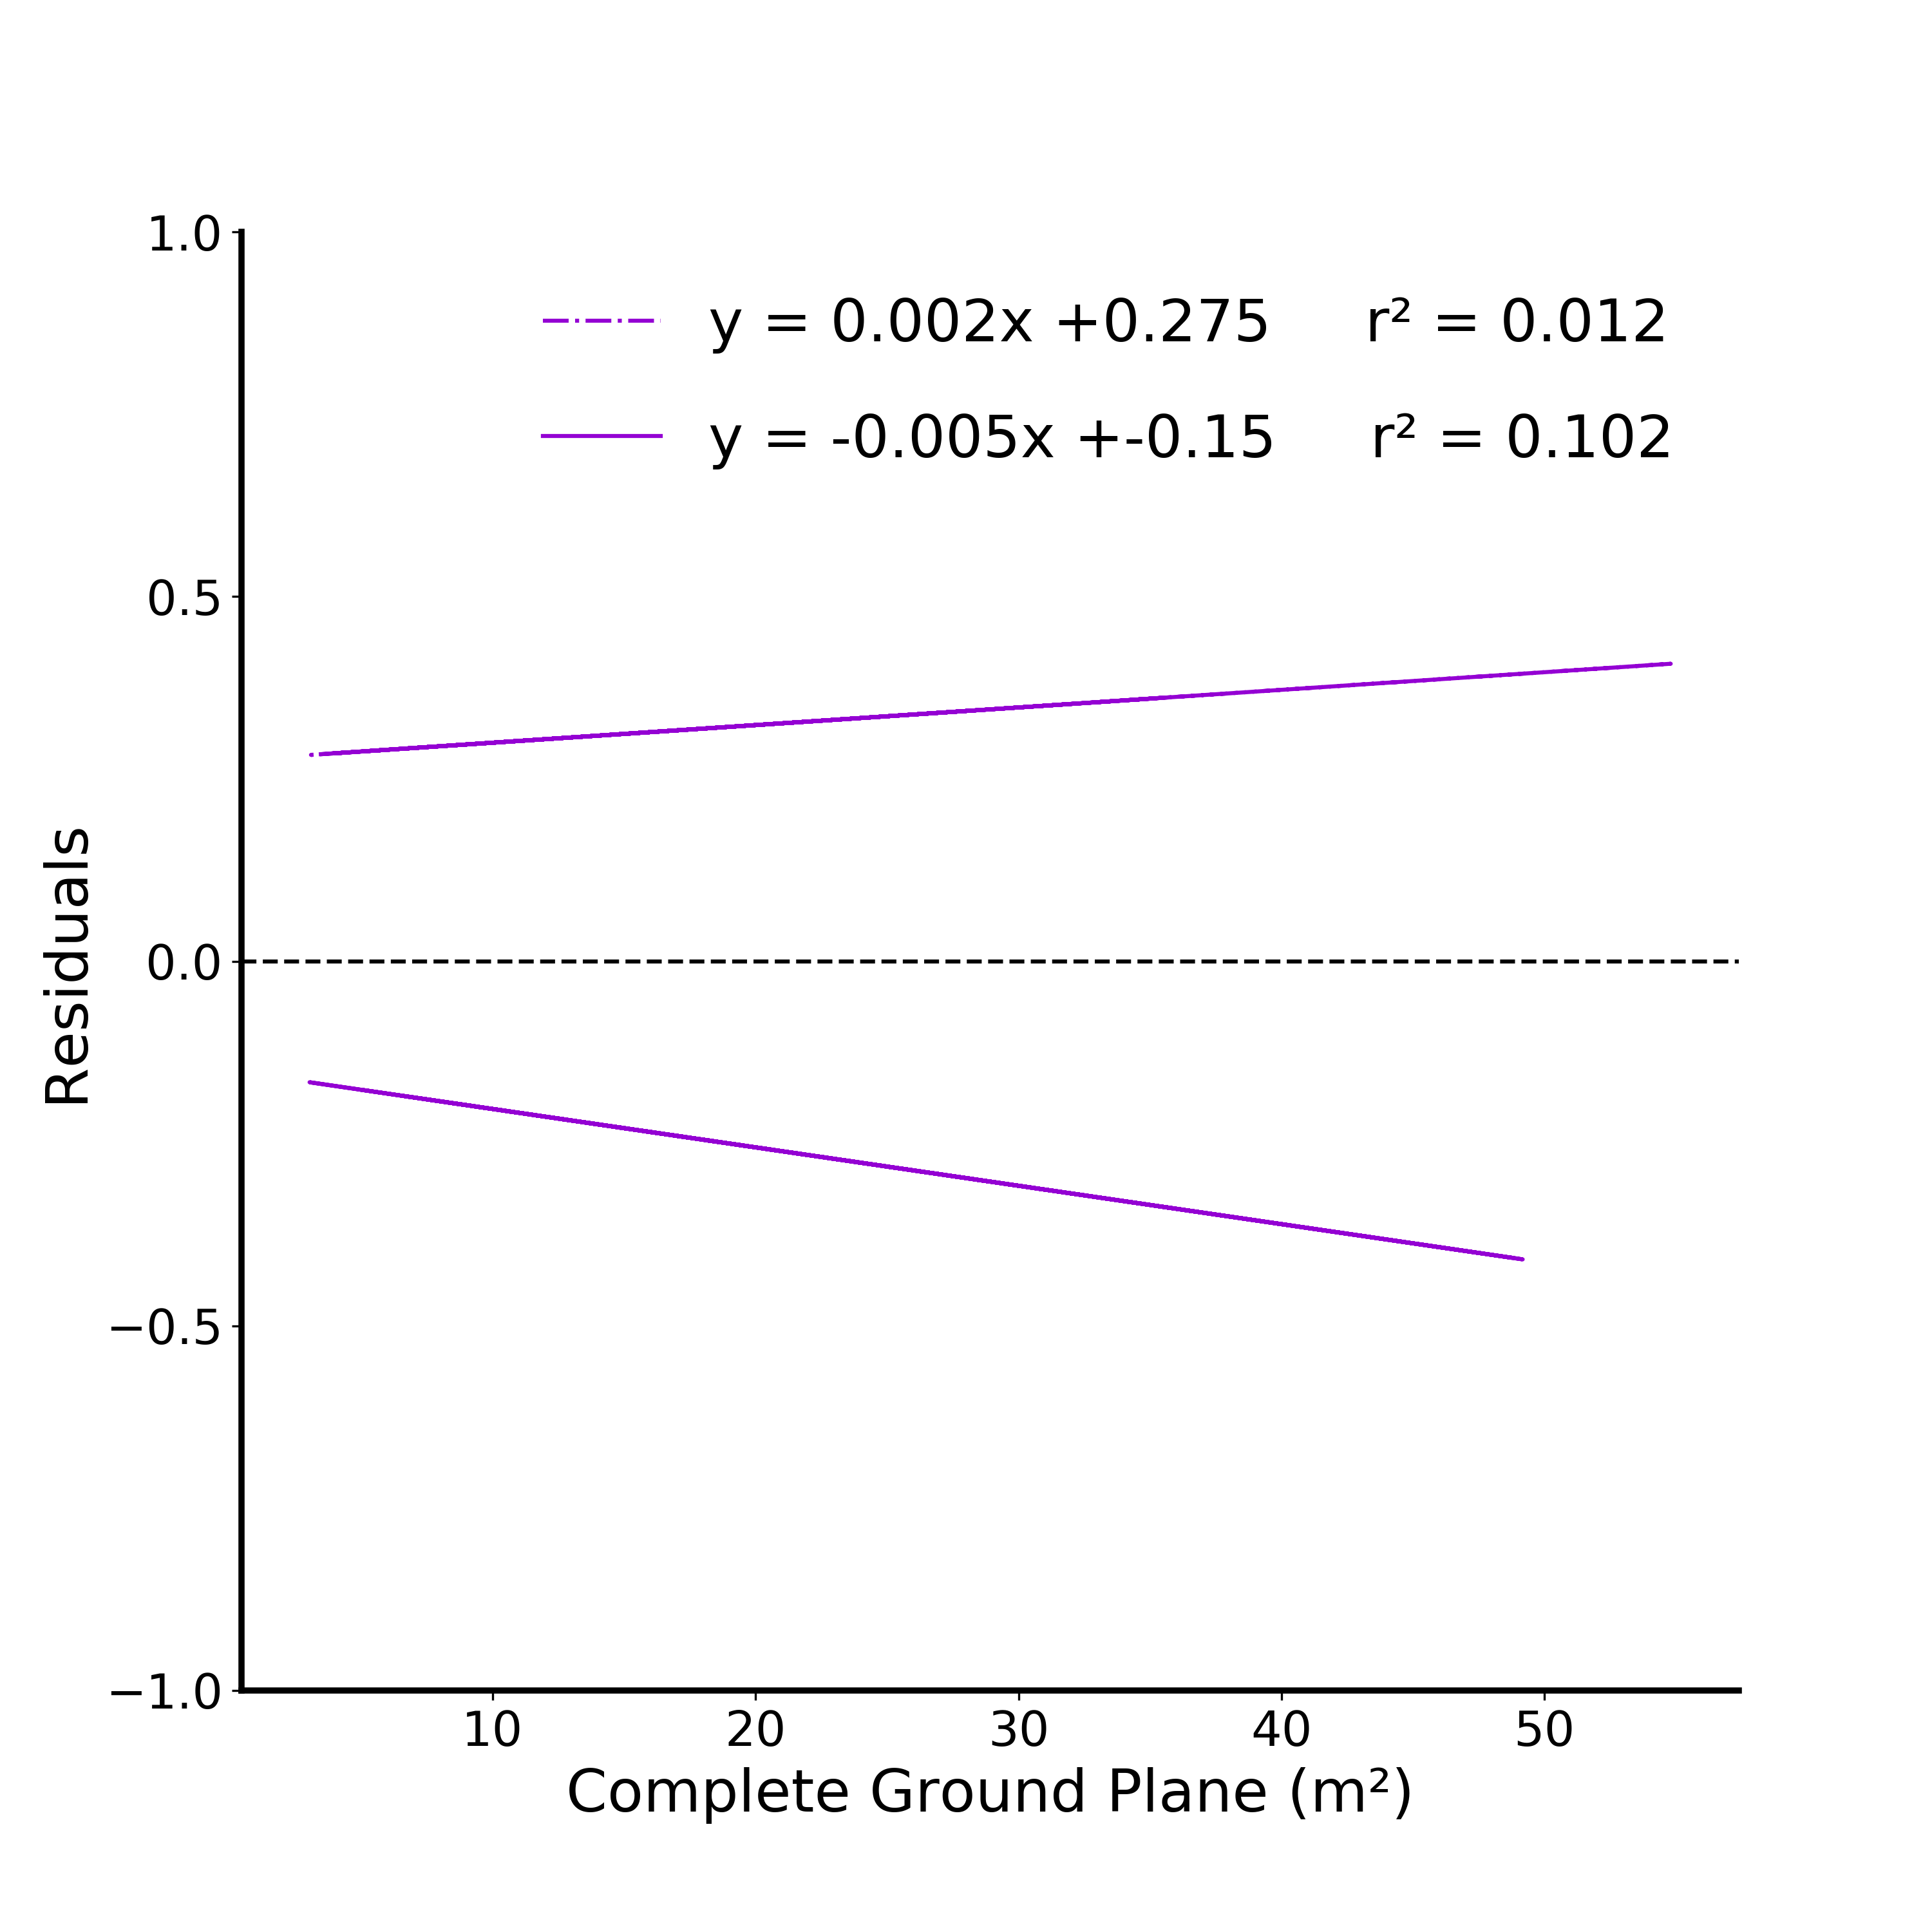 1.0
y = 0.002x +0.275 r² = 0.012
y = -0.005x +-0.15 r² = 0.102
0.5
0.0
Residuals
−0.5
−1.0
10 20 30 40 50
Complete Ground Plane (m²)